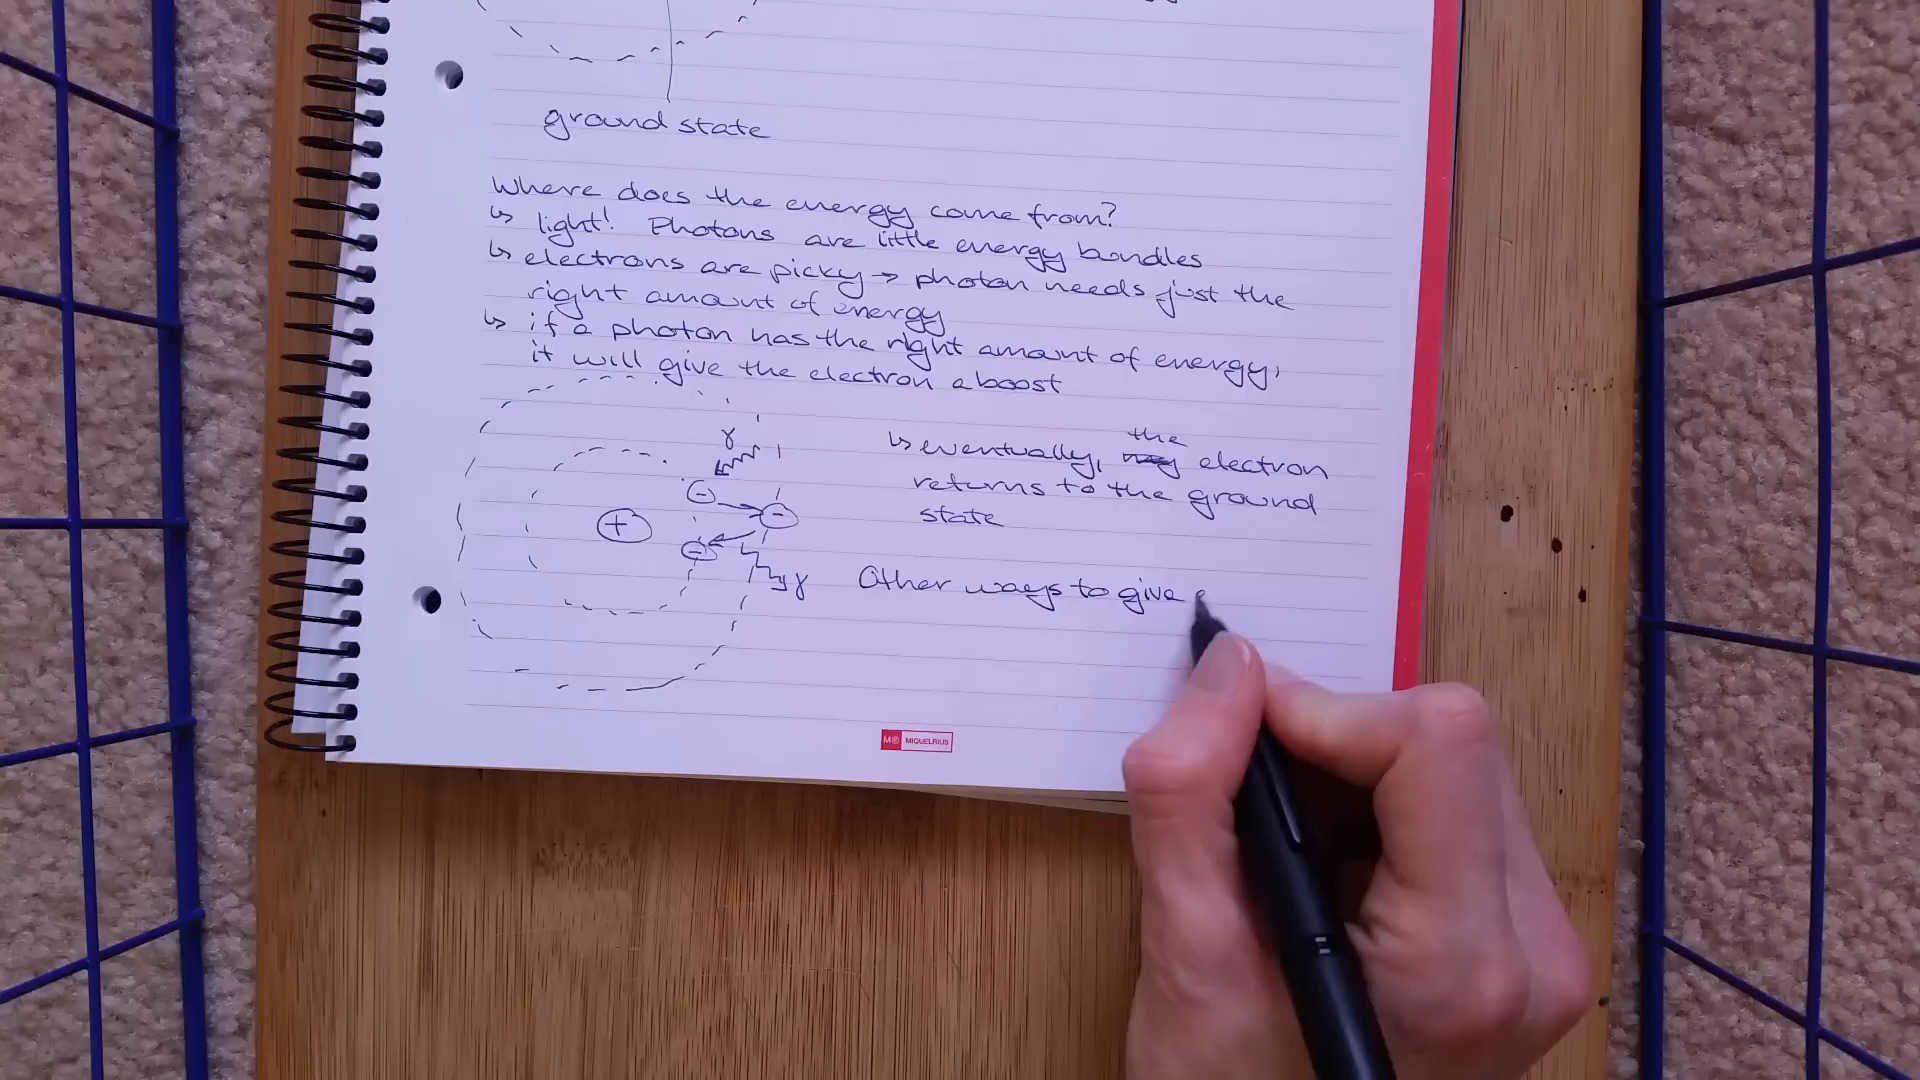 ground state
Where does the energy come from?
↳ light! Photons are little energy bundles
↳ electrons are picky → photon needs just the
right amount of energy
↳ if a photon has the right amount of energy,
it will give the electron a boost
γ
the
↳ eventually, electron
returns to the ground
state
-
-
+
-
γ
Other ways to give
M® MIQUELRIUS